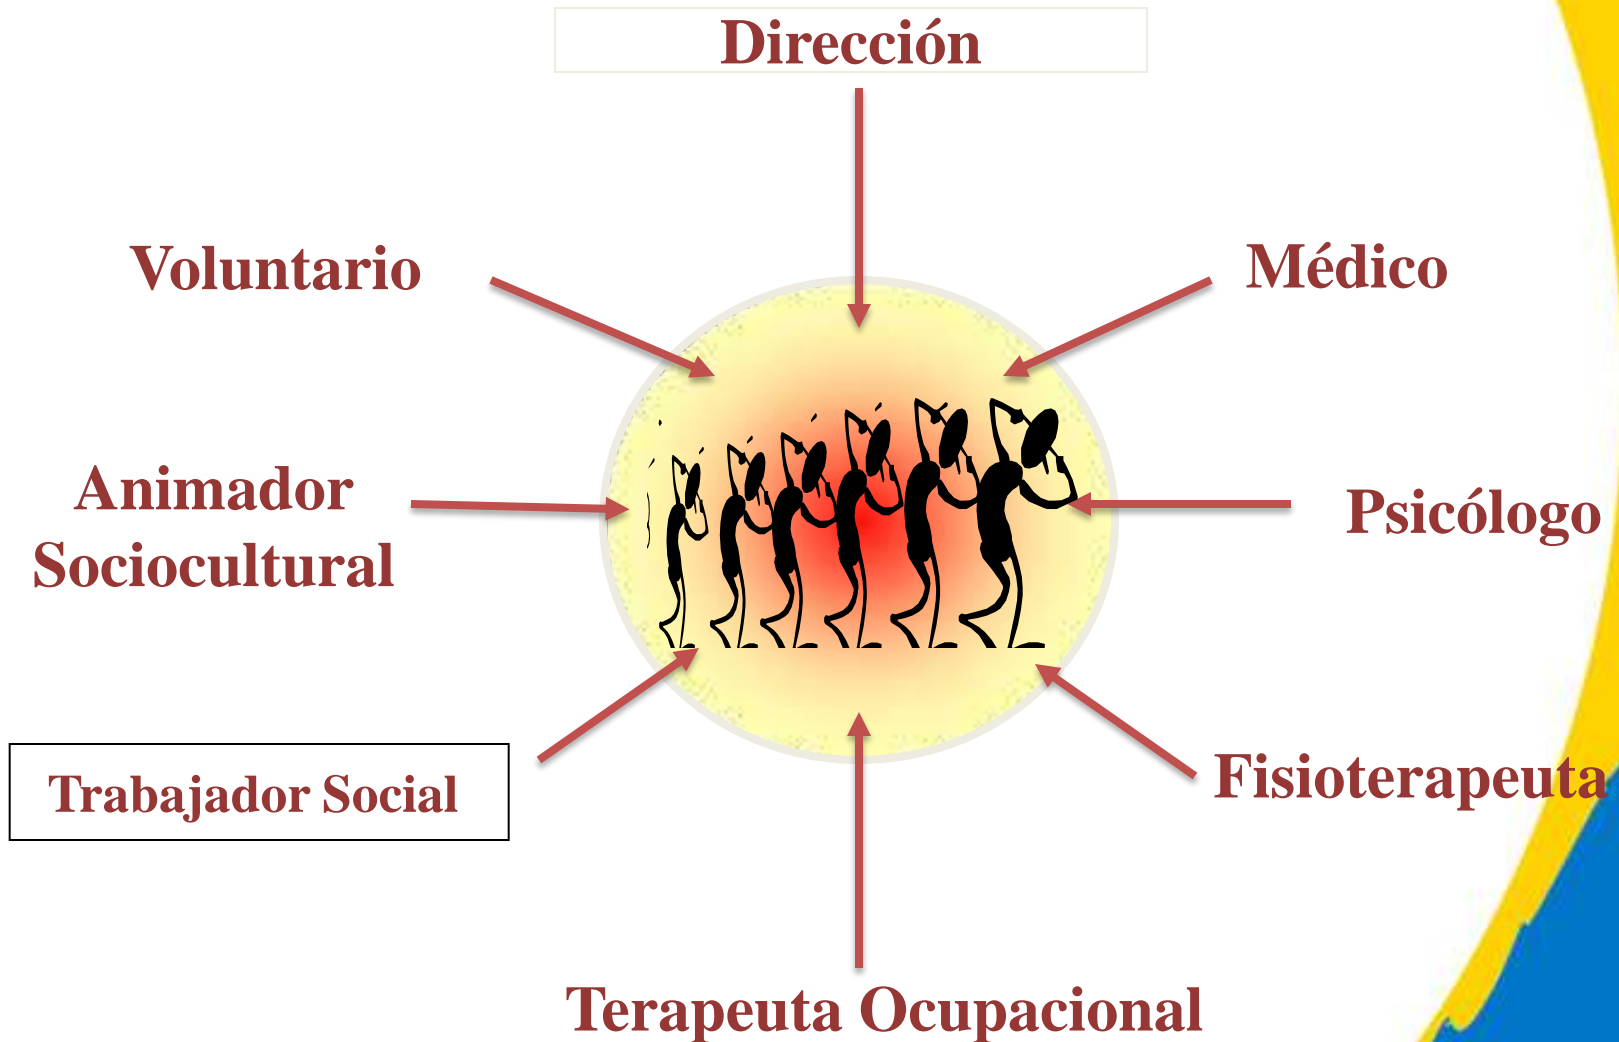 Dirección
Voluntario
Médico
Animador
Sociocultural
Psicólogo
Trabajador Social
Fisioterapeuta
Terapeuta Ocupacional